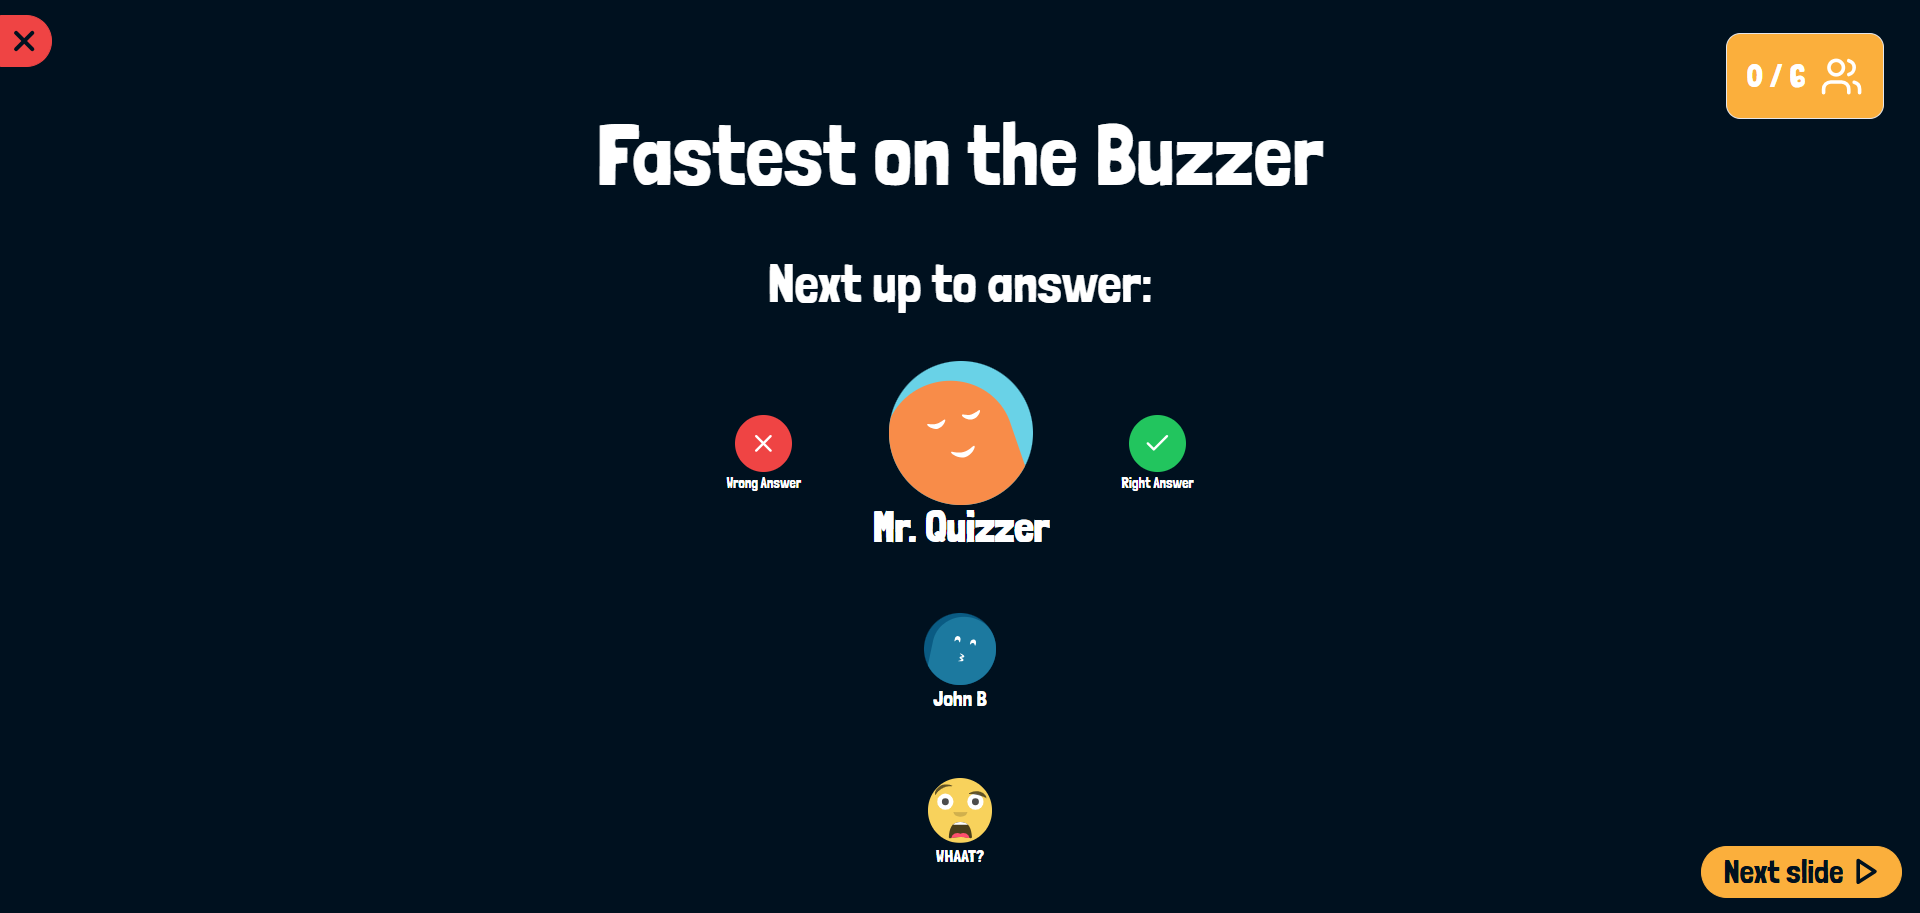 0 / 6
Fastest on the Buzzer
Next up to answer:
Wrong Answer
Right Answer
Mr. Quizzer
John B
WHAAT?
Next slide